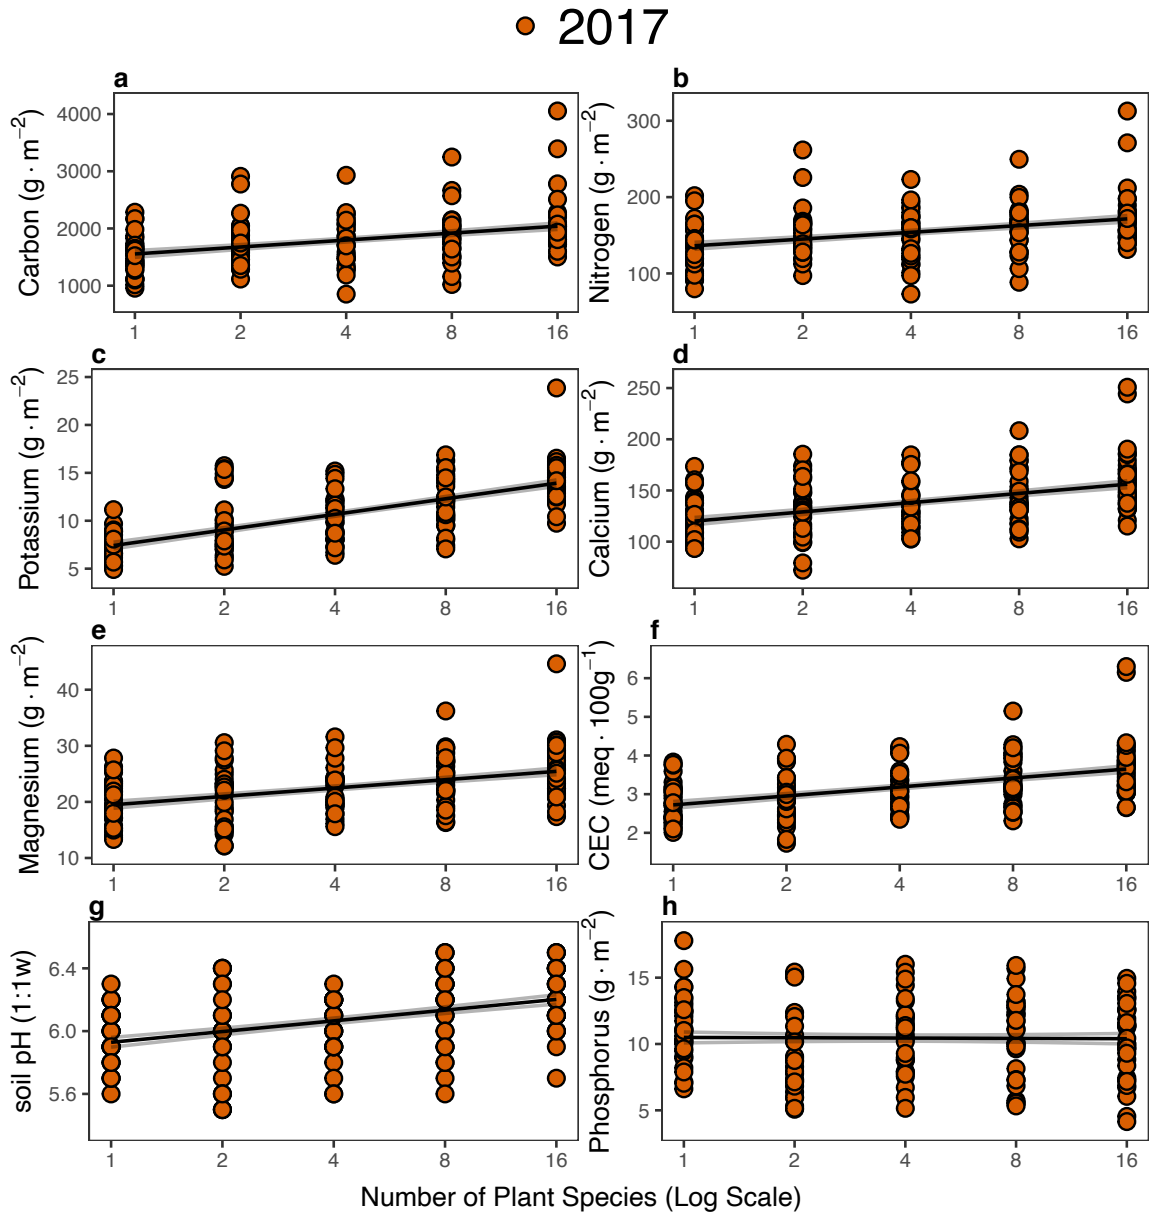 2017
a
Carbon (g · m⁻²)
4000
3000
2000
1000
1 2 4 8 16
b
Nitrogen (g · m⁻²)
300
200
100
1 2 4 8 16
c
Potassium (g · m⁻²)
25
20
15
10
5
1 2 4 8 16
d
Calcium (g · m⁻²)
250
200
150
100
1 2 4 8 16
e
Magnesium (g · m⁻²)
40
30
20
10
1 2 4 8 16
f
CEC (meq · 100g⁻¹)
6
5
4
3
2
1 2 4 8 16
g
soil pH (1:1w)
6.4
6.0
5.6
1 2 4 8 16
h
Phosphorus (g · m⁻²)
15
10
5
1 2 4 8 16
Number of Plant Species (Log Scale)